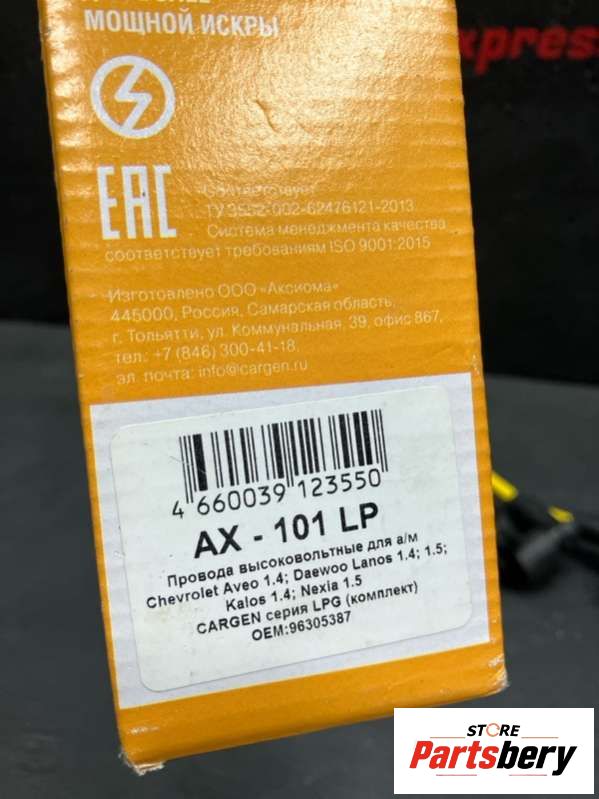 МОЩНОЙ ИСКРЫ
xpress
EAC
Соответствует
ТУ 3552-002-62476121-2013.
Система менеджмента качества
соответствует требованиям ISO 9001:2015
Изготовлено ООО «Аксиома»
445000, Россия, Самарская область,
г. Тольятти, ул. Коммунальная, 39, офис 867,
тел.: +7 (846) 300-41-18,
эл. почта: info@cargen.ru
4 660039 123550
AX - 101 LP
Провода высоковольтные для а/м
Chevrolet Aveo 1.4; Daewoo Lanos 1.4; 1.5;
Kalos 1.4; Nexia 1.5
CARGEN серия LPG (комплект)
OEM:96305387
STORE
Partsbery